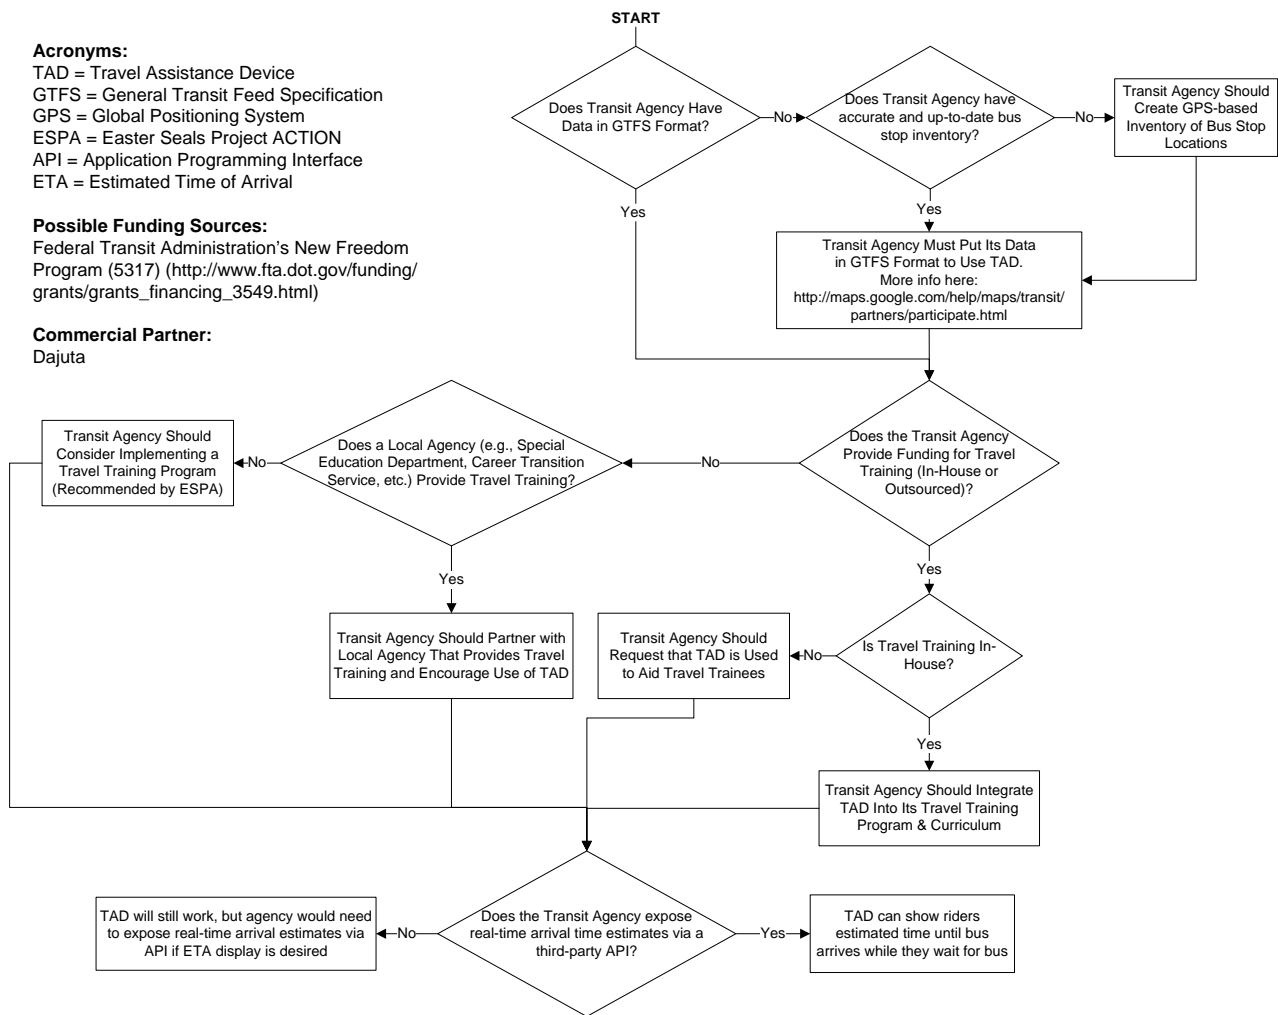 START
Acronyms:
TAD = Travel Assistance Device
GTFS = General Transit Feed Specification
GPS = Global Positioning System
ESPA = Easter Seals Project ACTION
API = Application Programming Interface
ETA = Estimated Time of Arrival
Possible Funding Sources:
Federal Transit Administration's New Freedom
Program (5317) (http://www.fta.dot.gov/funding/
grants/grants_financing_3549.html)
Commercial Partner:
Dajuta
Does Transit Agency Have
Data in GTFS Format?
No
Does Transit Agency have
accurate and up-to-date bus
stop inventory?
No
Transit Agency Should
Create GPS-based
Inventory of Bus Stop
Locations
Yes
Yes
Transit Agency Must Put Its Data
in GTFS Format to Use TAD.
More info here:
http://maps.google.com/help/maps/transit/
partners/participate.html
Transit Agency Should
Consider Implementing a
Travel Training Program
(Recommended by ESPA)
No
Does a Local Agency (e.g., Special
Education Department, Career Transition
Service, etc.) Provide Travel Training?
No
Does the Transit Agency
Provide Funding for Travel
Training (In-House or
Outsourced)?
Yes
Yes
Transit Agency Should Partner with
Local Agency That Provides Travel
Training and Encourage Use of TAD
Transit Agency Should
Request that TAD is Used
to Aid Travel Trainees
No
Is Travel Training In-
House?
Yes
Transit Agency Should Integrate
TAD Into Its Travel Training
Program & Curriculum
TAD will still work, but agency would need
to expose real-time arrival estimates via
API if ETA display is desired
No
Does the Transit Agency expose
real-time arrival time estimates via a
third-party API?
Yes
TAD can show riders
estimated time until bus
arrives while they wait for bus